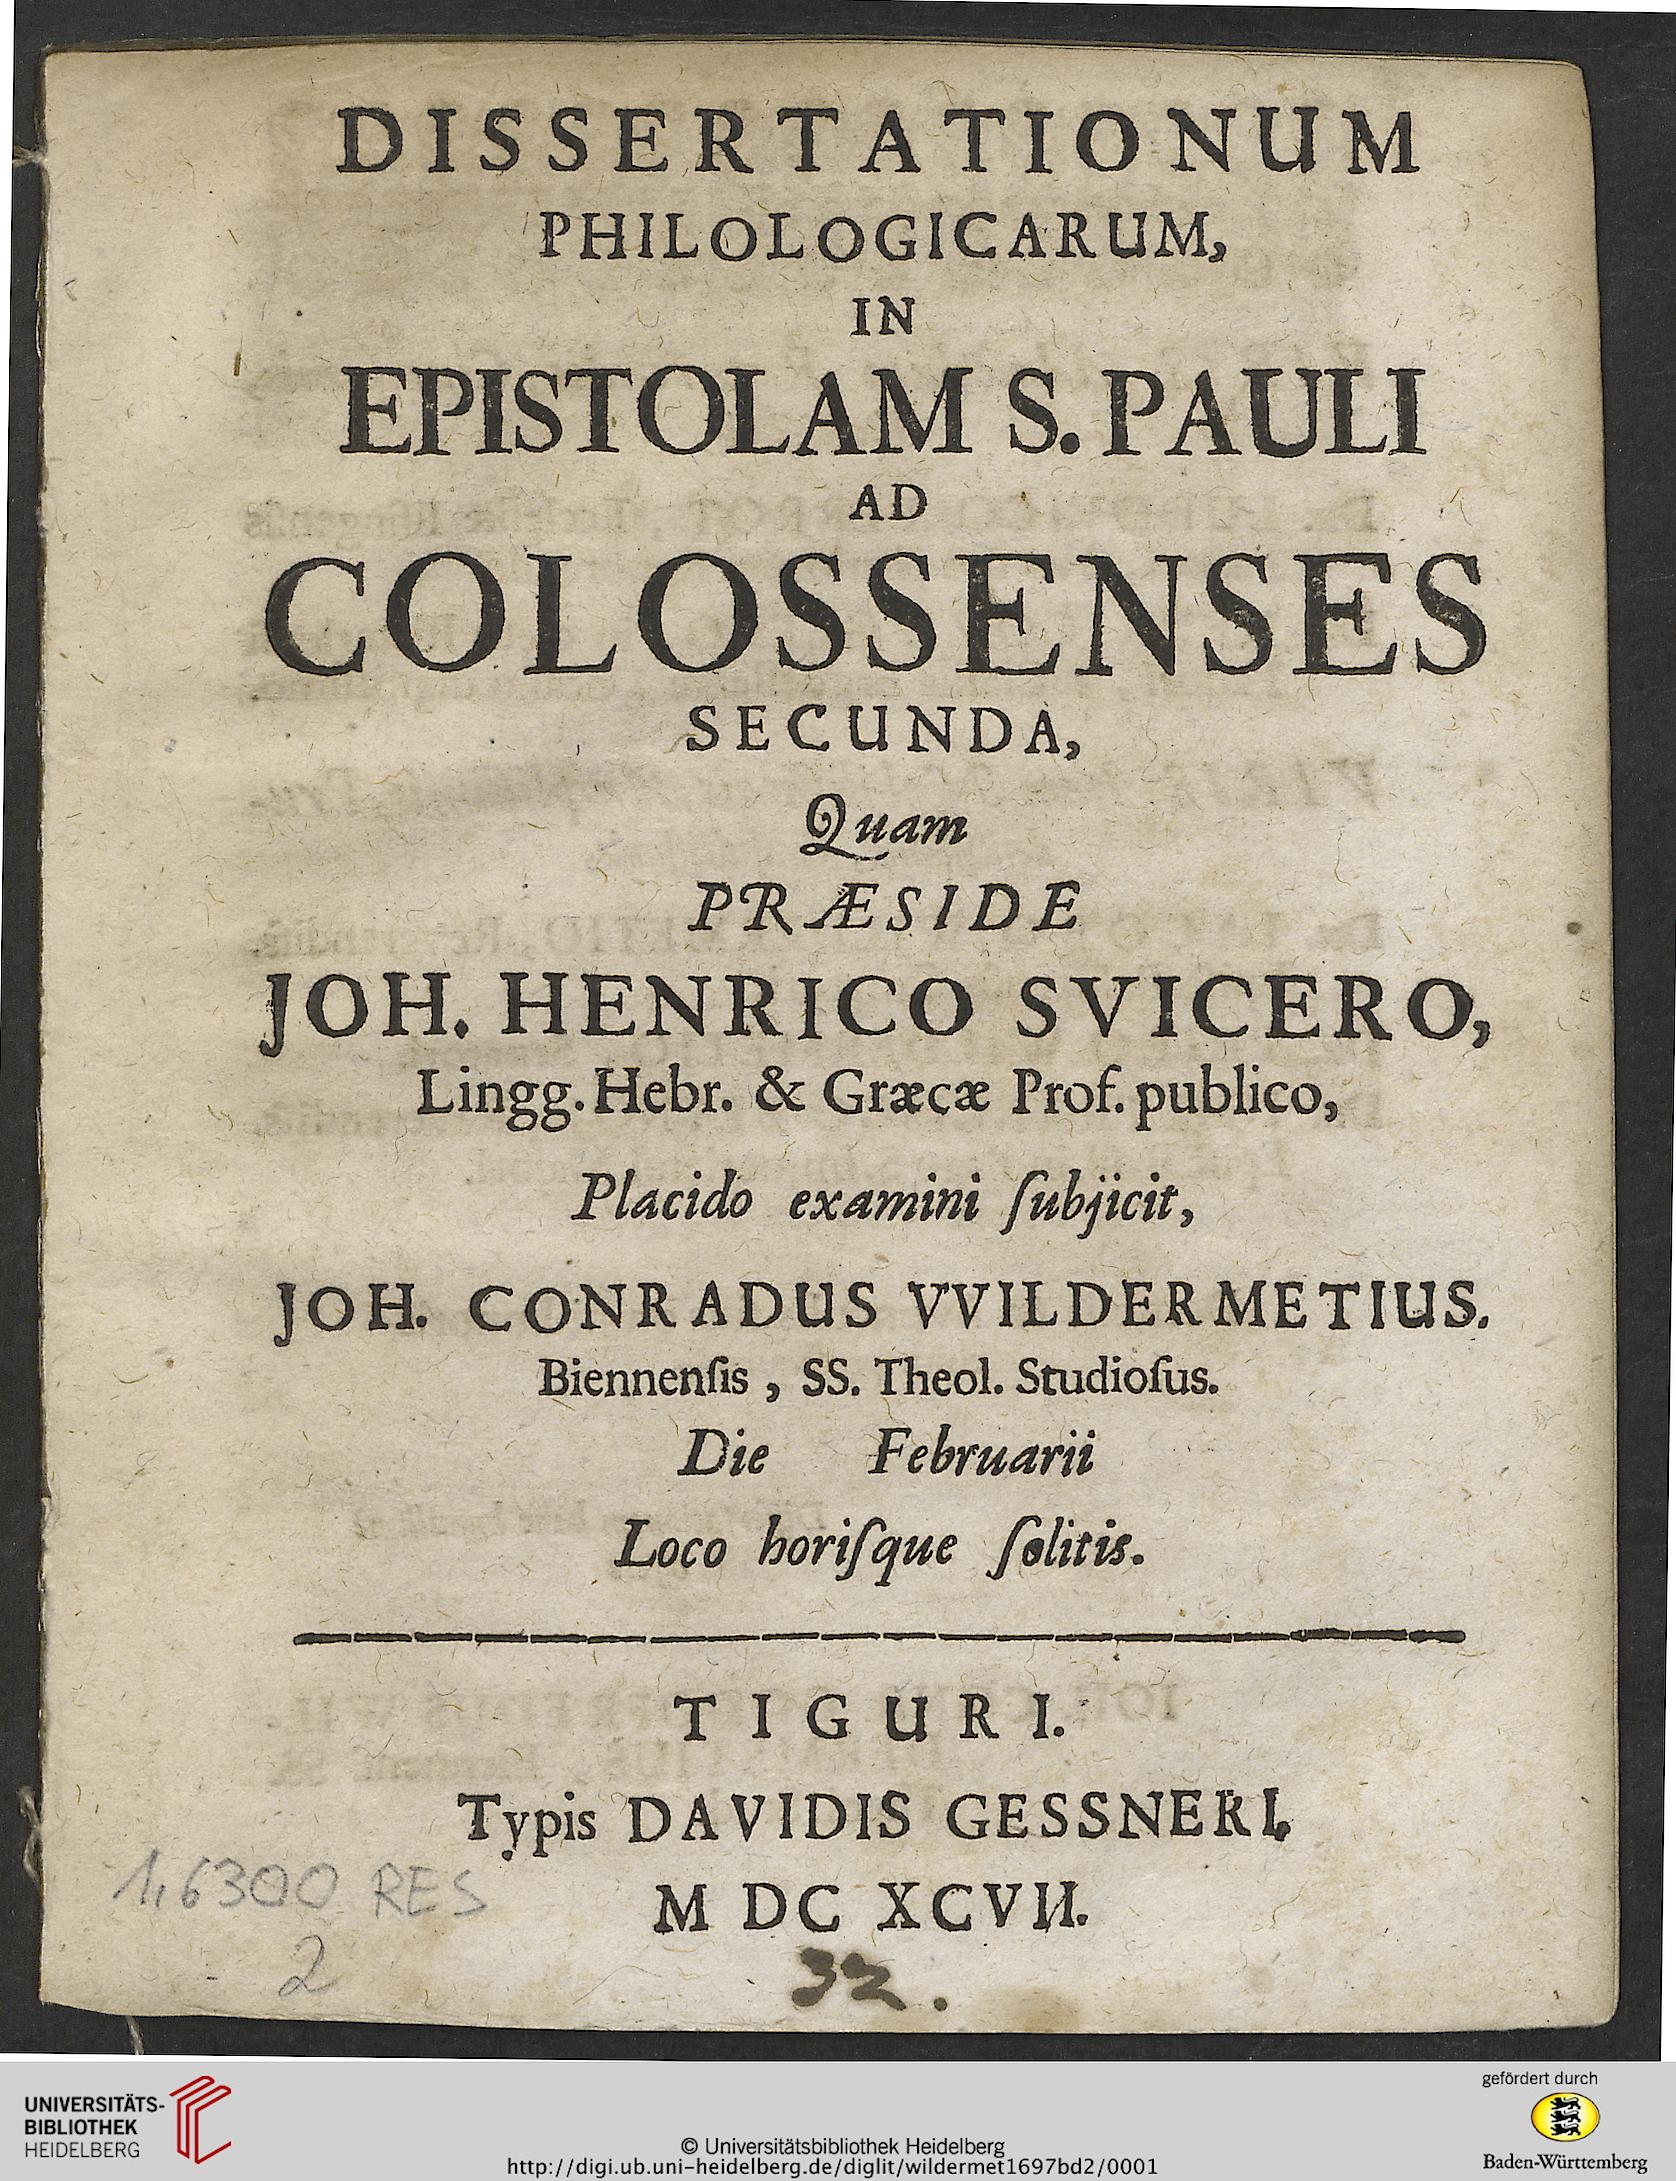 DISSERTATIONUM
PHILOLOGICARUM,
IN
EPISTOLAM S. PAULI
AD
COLOSSENSES
SECUNDA,
Quam
PRÆSIDE
JOH. HENRICO SVICERO,
Lingg. Hebr. & Græcæ Prof. publico,
Placido examini ſubjicit,
JOH. CONRADUS VVILDERMETIUS.
Biennenſis, SS. Theol. Studioſus.
Die Februarii
Loco horiſque ſolitis.
TIGURI.
Typis DAVIDIS GESSNERI,
M DC XCVII.
1,6300 RES
2
32.
UNIVERSITÄTS-
BIBLIOTHEK
HEIDELBERG
© Universitätsbibliothek Heidelberg
http://digi.ub.uni-heidelberg.de/diglit/wildermet1697bd2/0001
gefördert durch
Baden-Württemberg